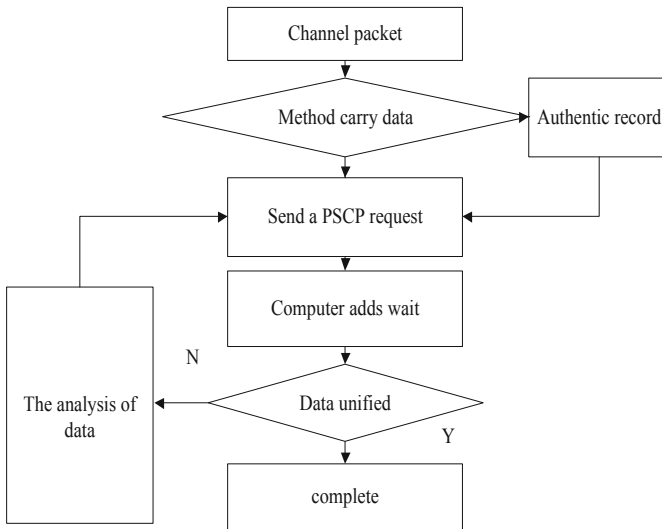 Channel packet
Method carry data
Authentic record
Send a PSCP request
Computer adds wait
N
The analysis of
data
Data unified
Y
complete